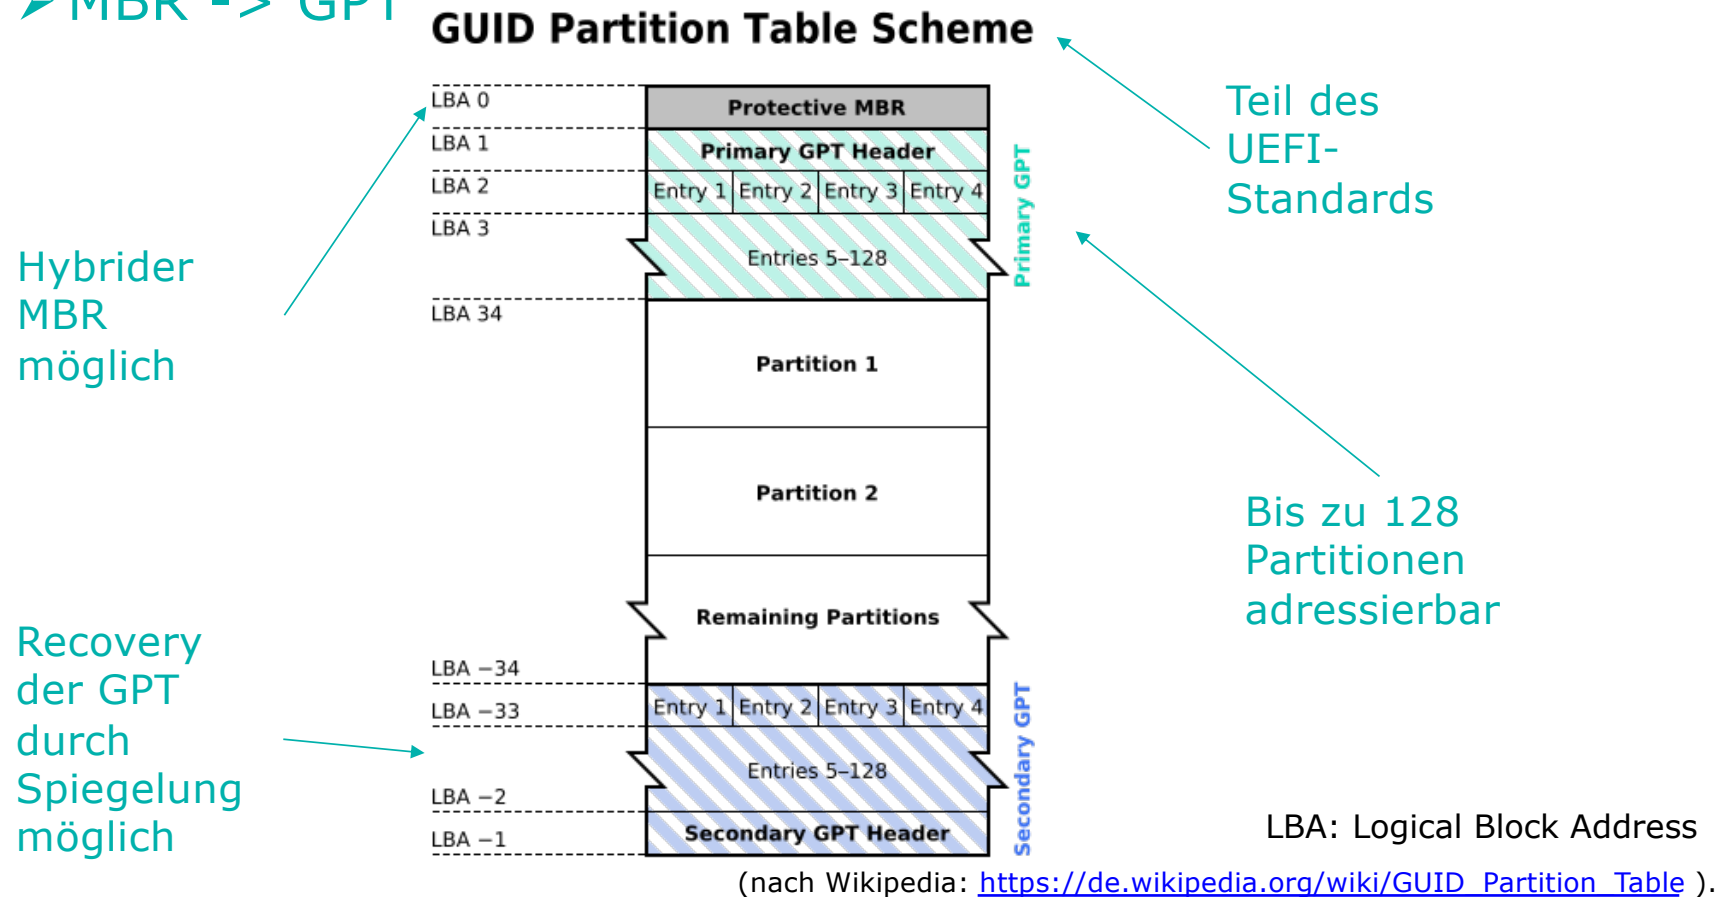 ➤MBR -> GPT
GUID Partition Table Scheme
LBA 0
Protective MBR
LBA 1
Primary GPT Header
LBA 2
Entry 1 Entry 2 Entry 3 Entry 4
LBA 3
Entries 5–128
Primary GPT
LBA 34
Partition 1
Partition 2
Remaining Partitions
LBA −34
LBA −33
Entry 1 Entry 2 Entry 3 Entry 4
Entries 5–128
LBA −2
Secondary GPT Header
LBA −1
Secondary GPT
Hybrider
MBR
möglich
Recovery
der GPT
durch
Spiegelung
möglich
Teil des
UEFI-
Standards
Bis zu 128
Partitionen
adressierbar
LBA: Logical Block Address
(nach Wikipedia: https://de.wikipedia.org/wiki/GUID_Partition_Table ).